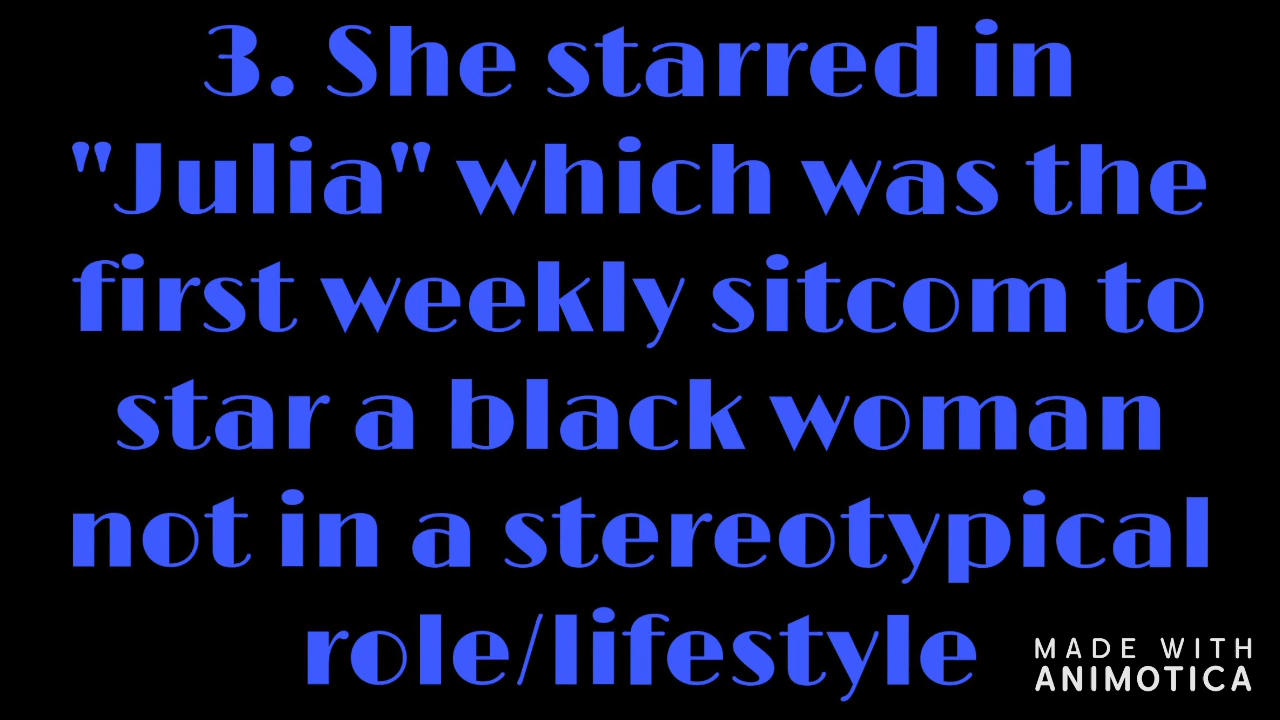 3. She starred in
"Julia" which was the
first weekly sitcom to
star a black woman
not in a stereotypical
role/lifestyle
MADE WITH
ANIMOTICA